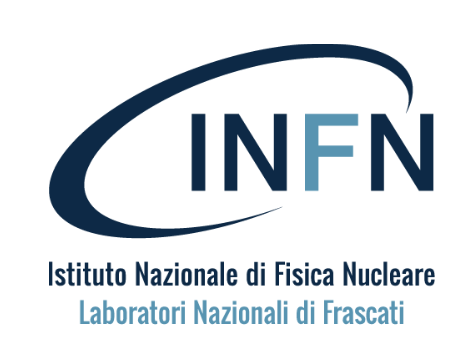 INFN
Istituto Nazionale di Fisica Nucleare
Laboratori Nazionali di Frascati